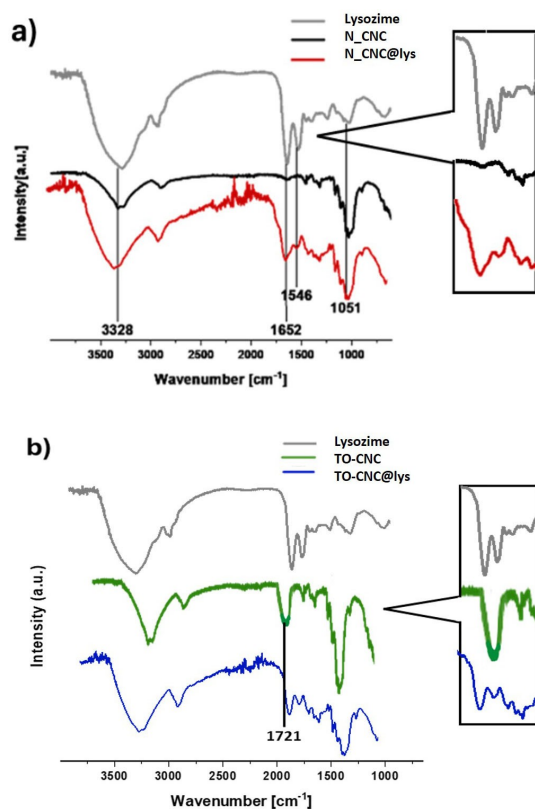 a)
Lysozime
N_CNC
N_CNC@lys
Intensity[a.u.]
3328
1652
1546
1051
3500 3000 2500 2000 1500 1000
Wavenumber [cm⁻¹]
b)
Lysozime
TO-CNC
TO-CNC@lys
Intensity (a.u.)
1721
3500 3000 2500 2000 1500 1000
Wavenumber [cm⁻¹]